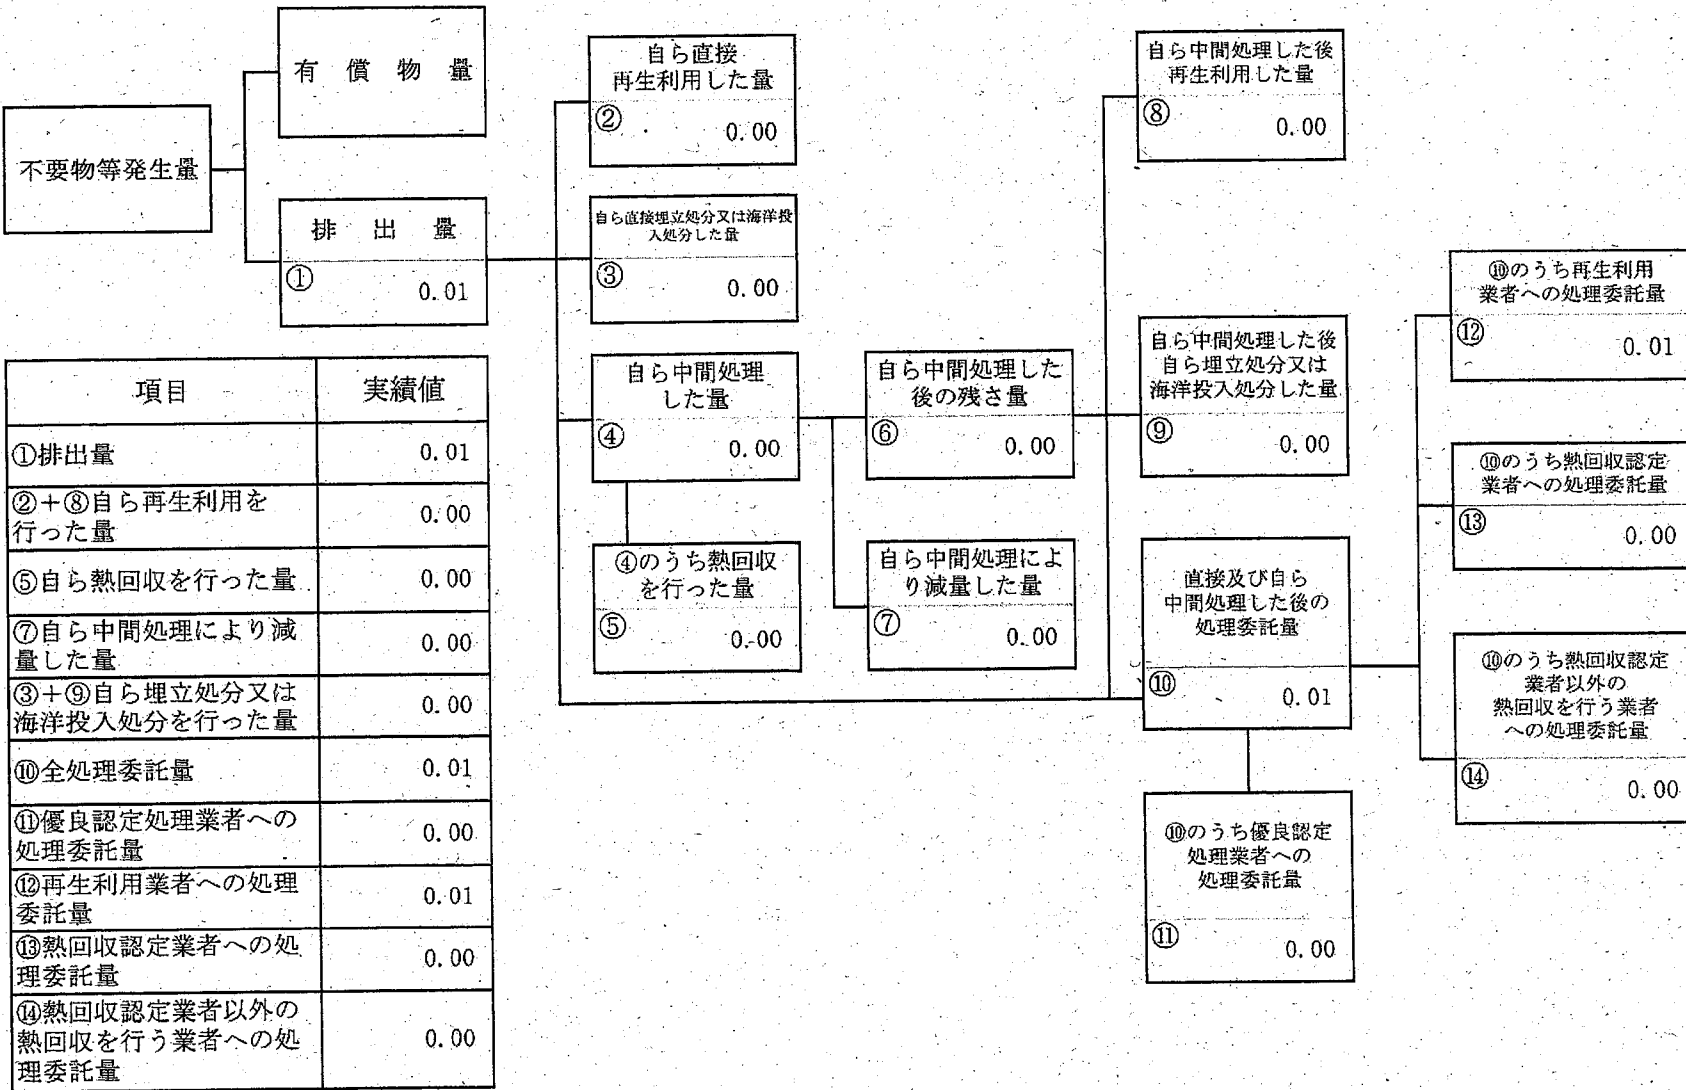 不要物等発生量
有償物量
排出量
①
0.01
自ら直接
再生利用した量
②
0.00
自ら直接埋立処分又は海洋投
入処分した量
③
0.00
自ら中間処理
した量
④
0.00
④のうち熱回収
を行った量
⑤
0.00
自ら中間処理した
後の残さ量
⑥
0.00
自ら中間処理によ
り減量した量
⑦
0.00
自ら中間処理した後
再生利用した量
⑧
0.00
自ら中間処理した後
自ら埋立処分又は
海洋投入処分した量
⑨
0.00
直接及び自ら
中間処理した後の
処理委託量
⑩
0.01
⑩のうち優良認定
処理業者への
処理委託量
⑪
0.00
⑩のうち再生利用
業者への処理委託量
⑫
0.01
⑩のうち熱回収認定
業者への処理委託量
⑬
0.00
⑩のうち熱回収認定
業者以外の
熱回収を行う業者
への処理委託量
⑭
0.00
項目 実績値
①排出量 0.01
②+⑧自ら再生利用を
行った量 0.00
⑤自ら熱回収を行った量 0.00
⑦自ら中間処理により減
量した量 0.00
③+⑨自ら埋立処分又は
海洋投入処分を行った量 0.00
⑩全処理委託量 0.01
⑪優良認定処理業者への
処理委託量 0.00
⑫再生利用業者への処理
委託量 0.01
⑬熱回収認定業者への処
理委託量 0.00
⑭熱回収認定業者以外の
熱回収を行う業者への処
理委託量 0.00